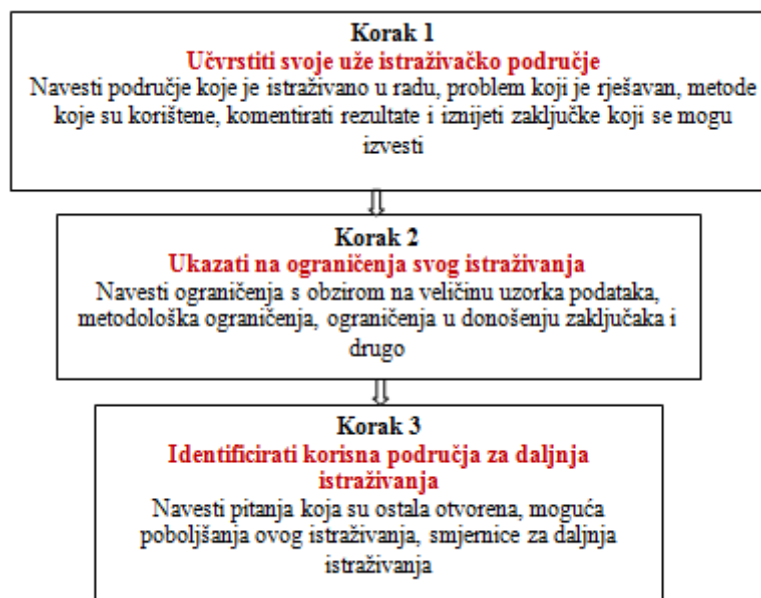 Korak 1
Učvrstiti svoje uže istraživačko područje
Navesti područje koje je istraživano u radu, problem koji je rješavan, metode
koje su korištene, komentirati rezultate i iznijeti zaključke koji se mogu
izvesti
Korak 2
Ukazati na ograničenja svog istraživanja
Navesti ograničenja s obzirom na veličinu uzorka podataka,
metodološka ograničenja, ograničenja u donošenju zaključaka i
drugo
Korak 3
Identificirati korisna područja za daljnja
istraživanja
Navesti pitanja koja su ostala otvorena, moguća
poboljšanja ovog istraživanja, smjernice za daljnja
istraživanja